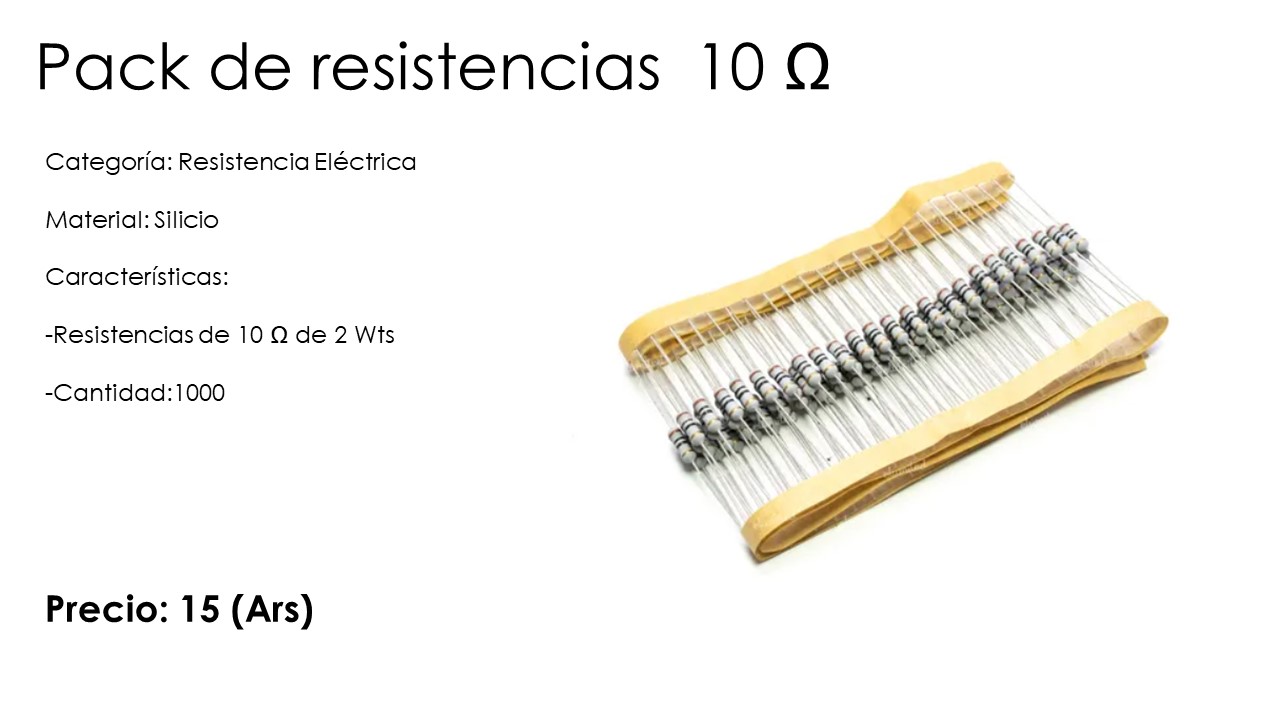 Pack de resistencias 10 Ω
Categoría: Resistencia Eléctrica
Material: Silicio
Características:
-Resistencias de 10 Ω de 2 Wts
-Cantidad:1000
Precio: 15 (Ars)